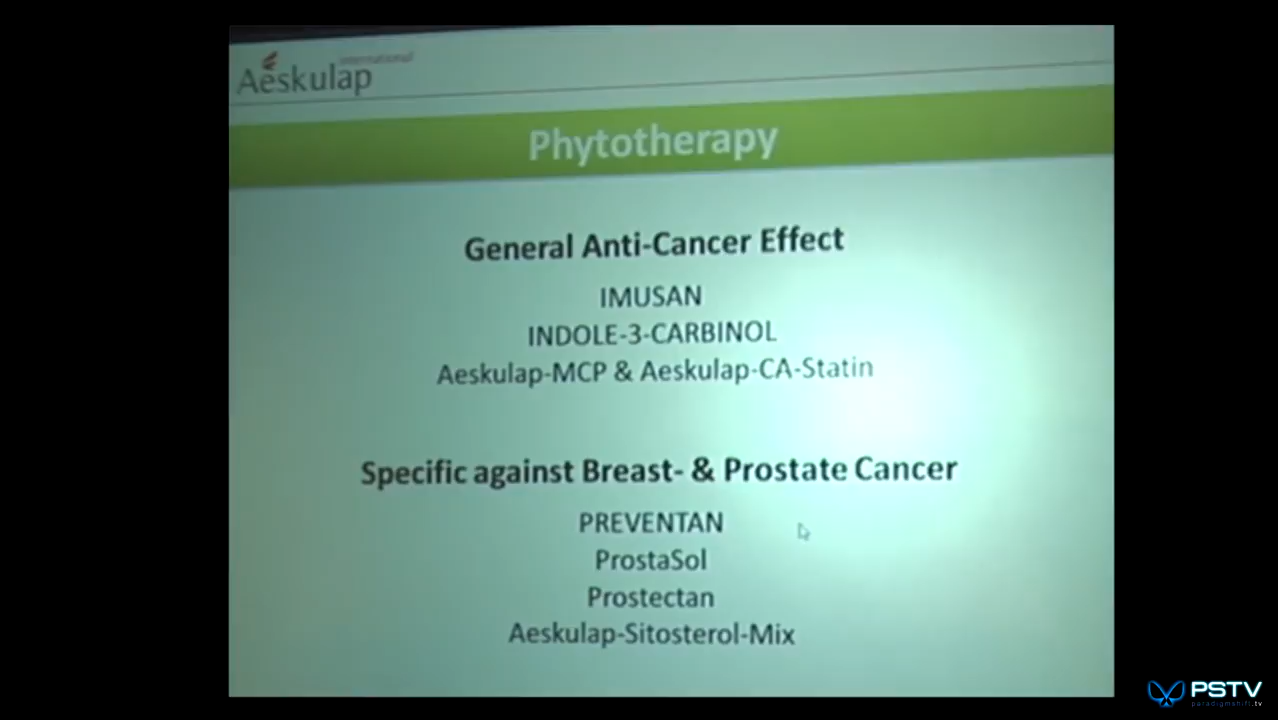 international
Aeskulap
Phytotherapy
General Anti-Cancer Effect
IMUSAN
INDOLE-3-CARBINOL
Aeskulap-MCP & Aeskulap-CA-Statin
Specific against Breast- & Prostate Cancer
PREVENTAN
ProstaSol
Prostectan
Aeskulap-Sitosterol-Mix
PSTV
paradigmshift.tv